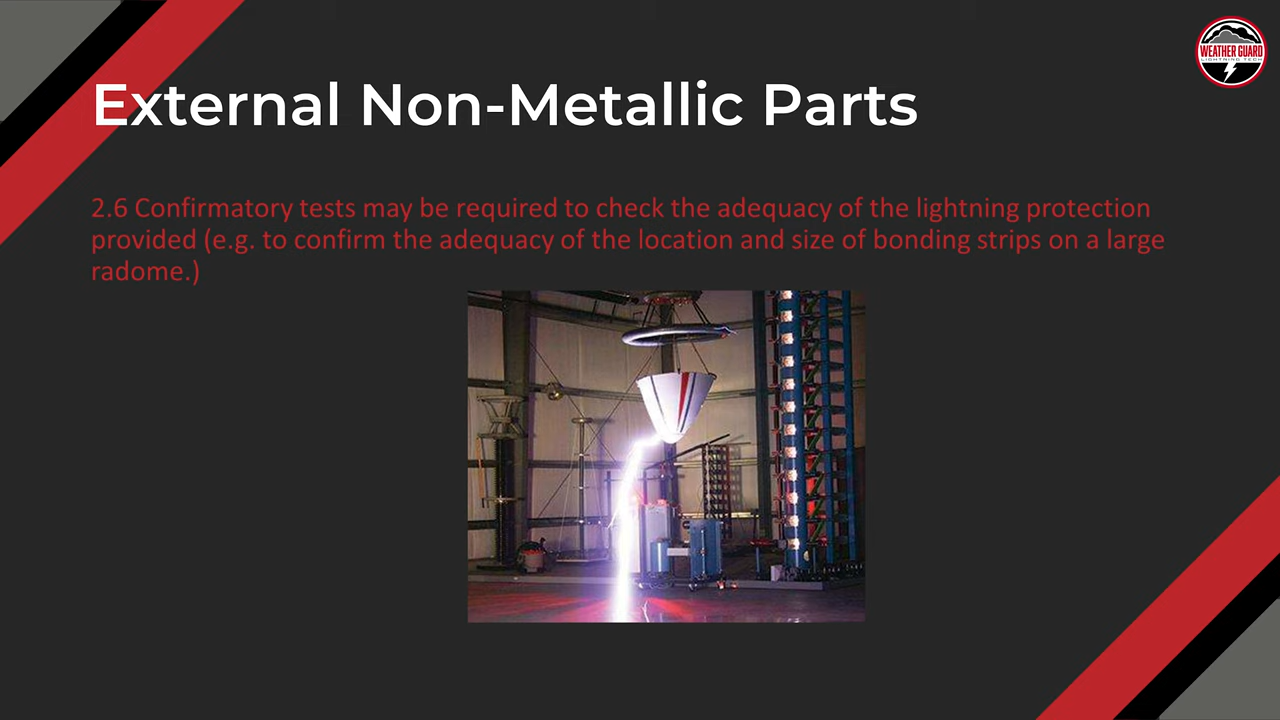 WEATHER GUARD
LIGHTNING TECH
External Non-Metallic Parts
2.6 Confirmatory tests may be required to check the adequacy of the lightning protection
provided (e.g. to confirm the adequacy of the location and size of bonding strips on a large
radome.)